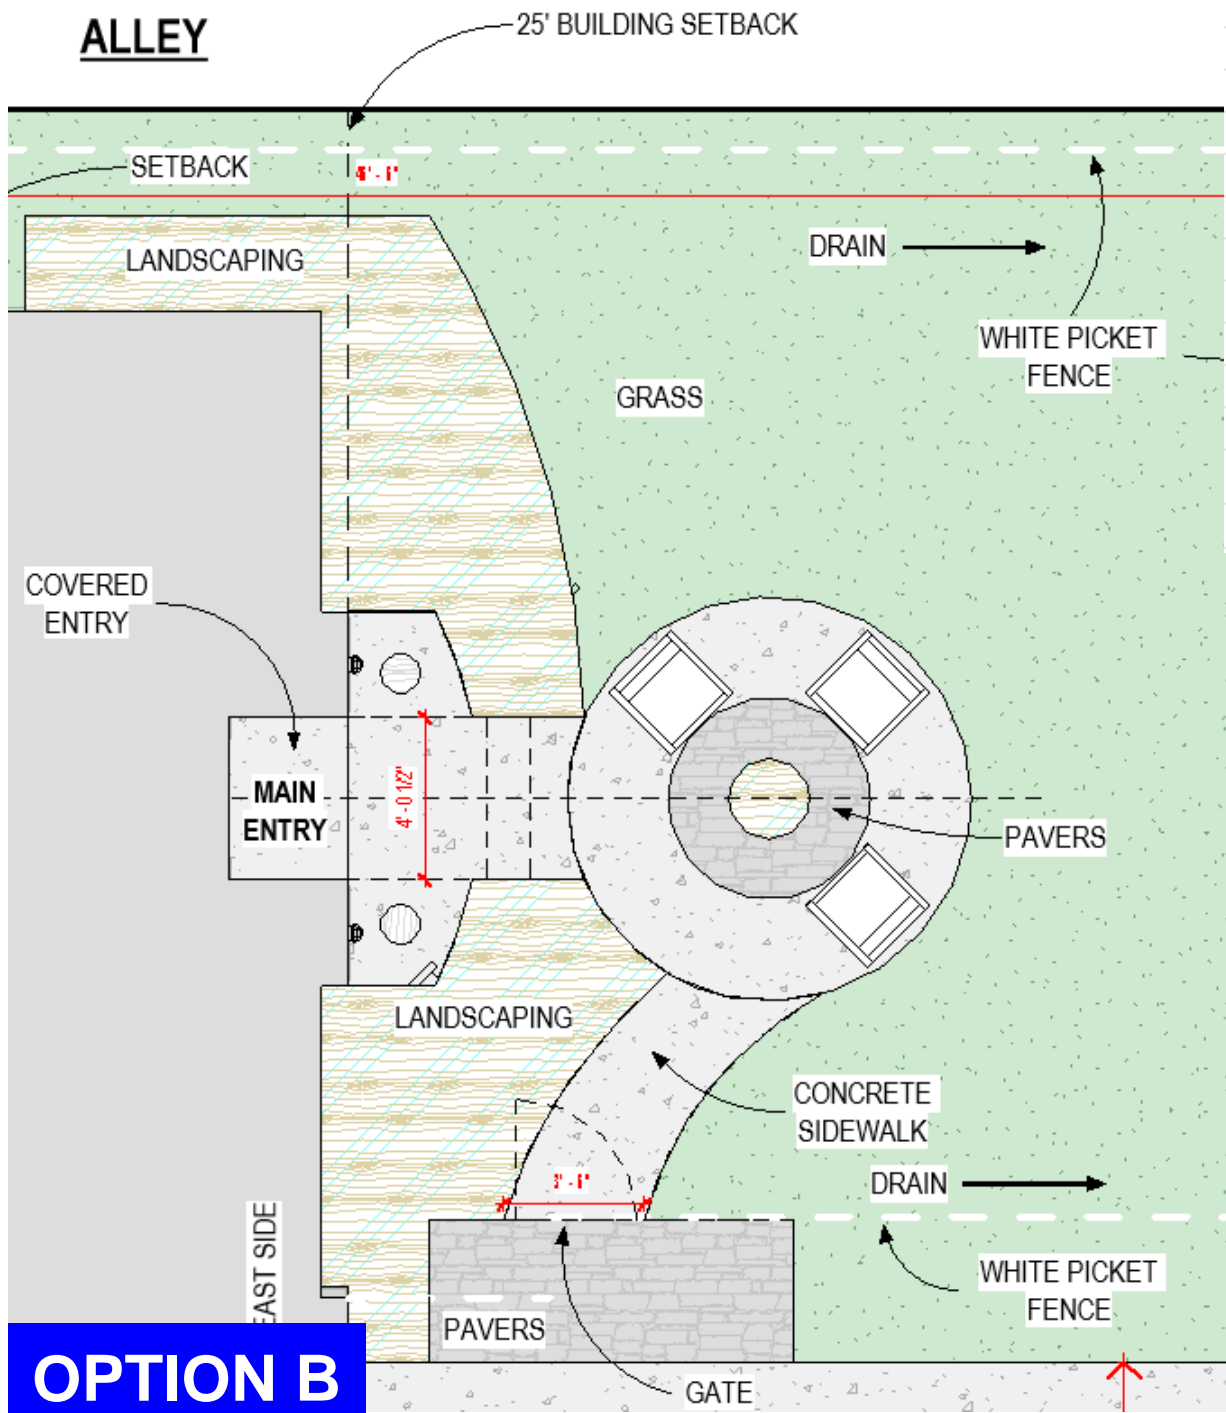 ALLEY
25' BUILDING SETBACK
SETBACK
LANDSCAPING
DRAIN
WHITE PICKET
FENCE
GRASS
COVERED
ENTRY
MAIN
ENTRY
4' - 0 1/2"
PAVERS
LANDSCAPING
CONCRETE
SIDEWALK
DRAIN
EAST SIDE
WHITE PICKET
FENCE
PAVERS
GATE
OPTION B